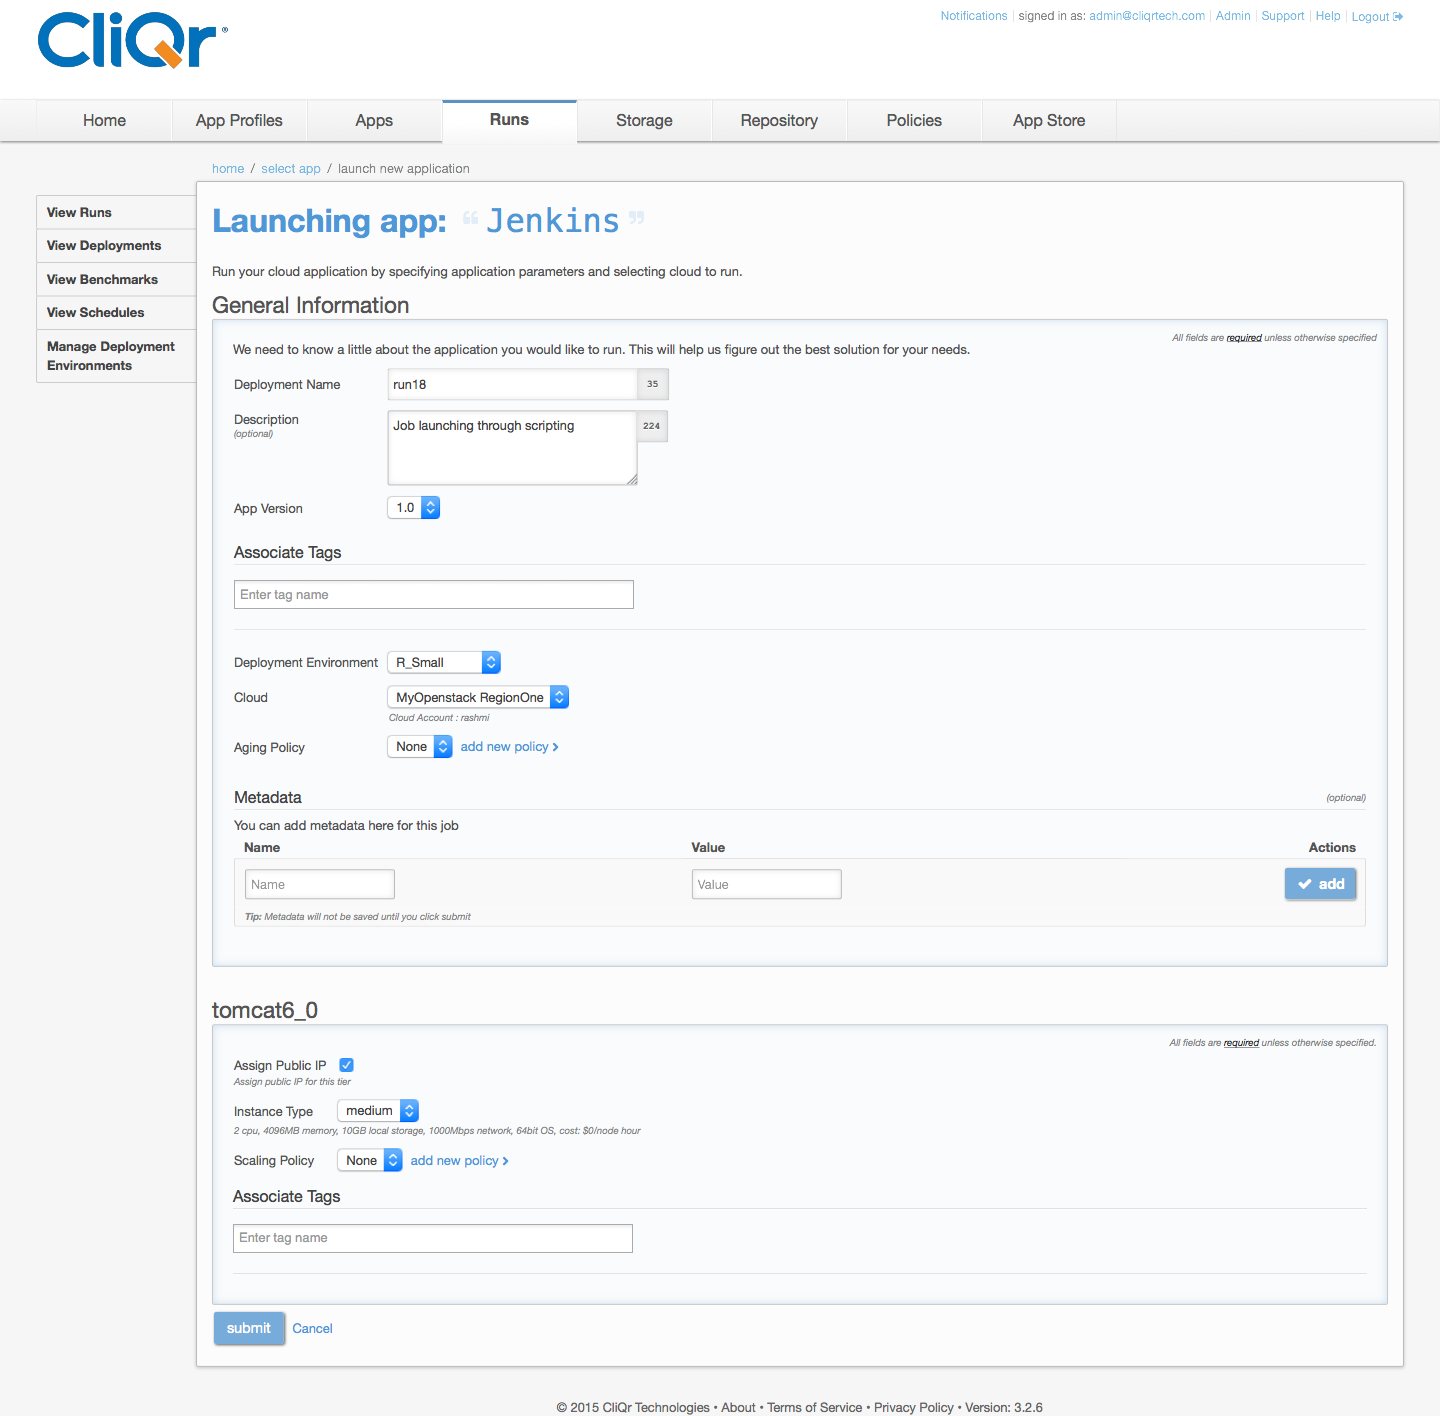 CliQr®
Notifications | signed in as: admin@cliqrtech.com | Admin | Support | Help | Logout
Home App Profiles Apps Runs Storage Repository Policies App Store
home / select app / launch new application
View Runs
View Deployments
View Benchmarks
View Schedules
Manage Deployment
Environments
Launching app: “ Jenkins ”
Run your cloud application by specifying application parameters and selecting cloud to run.
General Information
All fields are required unless otherwise specified
We need to know a little about the application you would like to run. This will help us figure out the best solution for your needs.
Deployment Name run18 35
Description Job launching through scripting 224
(optional)
App Version 1.0
Associate Tags
Enter tag name
Deployment Environment R_Small
Cloud MyOpenstack RegionOne
Cloud Account : rashmi
Aging Policy None add new policy
Metadata (optional)
You can add metadata here for this job
Name Value Actions
Name Value add
Tip: Metadata will not be saved until you click submit
tomcat6_0
All fields are required unless otherwise specified.
Assign Public IP
Assign public IP for this tier
Instance Type medium
2 cpu, 4096MB memory, 10GB local storage, 1000Mbps network, 64bit OS, cost: $0/node hour
Scaling Policy None add new policy
Associate Tags
Enter tag name
submit Cancel
© 2015 CliQr Technologies • About • Terms of Service • Privacy Policy • Version: 3.2.6